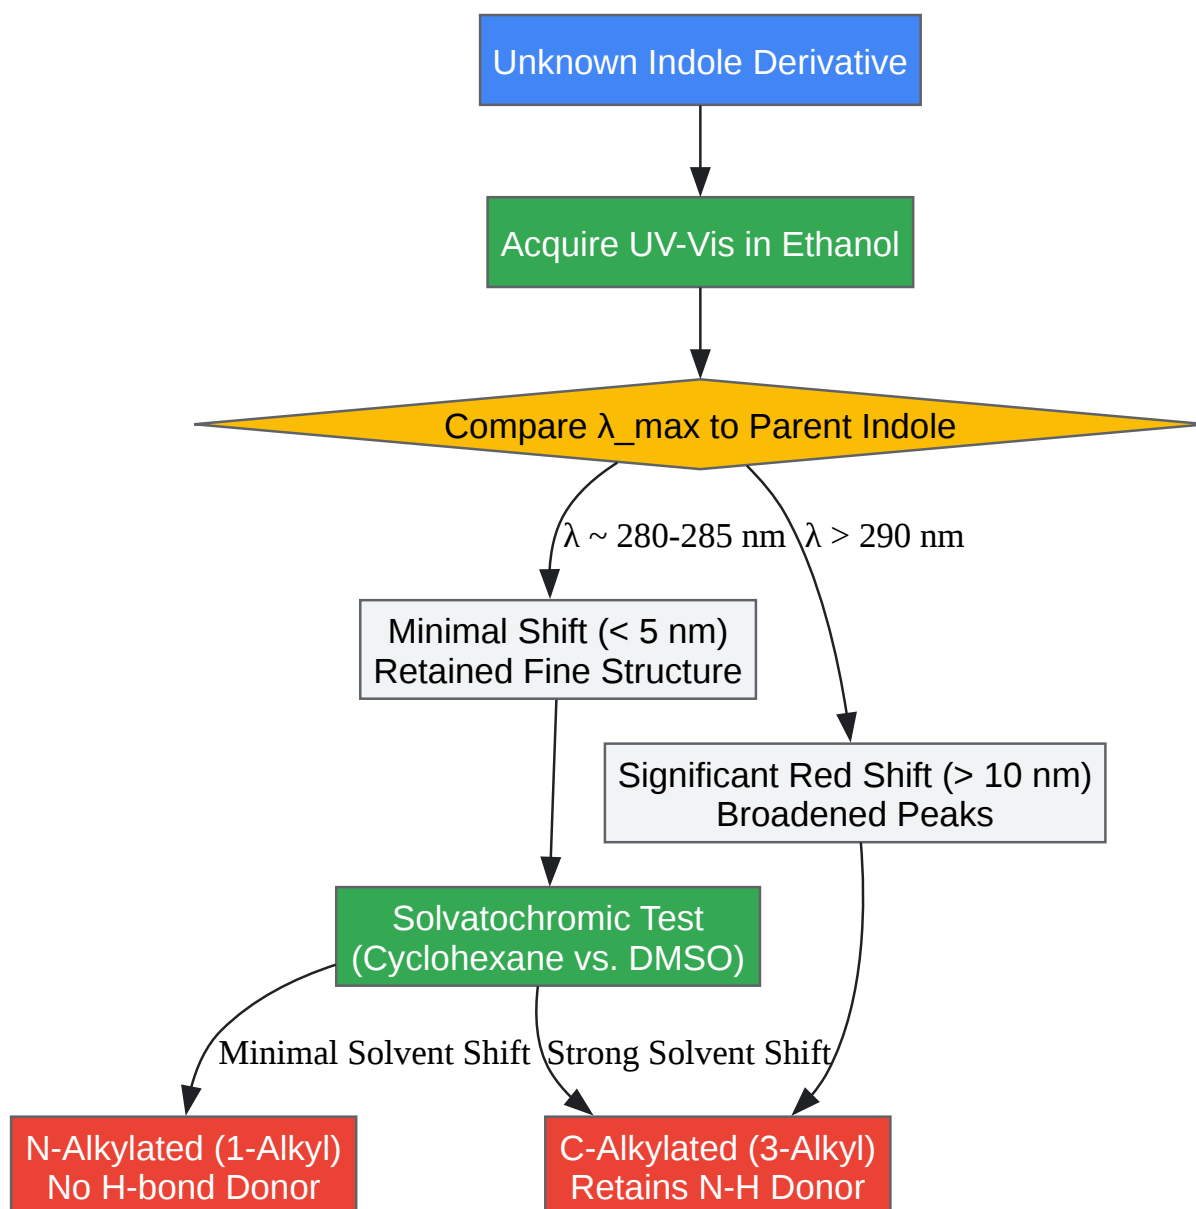 Unknown Indole Derivative
Acquire UV-Vis in Ethanol
Compare λ_max to Parent Indole
λ ~ 280-285 nm
λ > 290 nm
Minimal Shift (< 5 nm)
Retained Fine Structure
Significant Red Shift (> 10 nm)
Broadened Peaks
Solvatochromic Test
(Cyclohexane vs. DMSO)
Minimal Solvent Shift
Strong Solvent Shift
N-Alkylated (1-Alkyl)
No H-bond Donor
C-Alkylated (3-Alkyl)
Retains N-H Donor